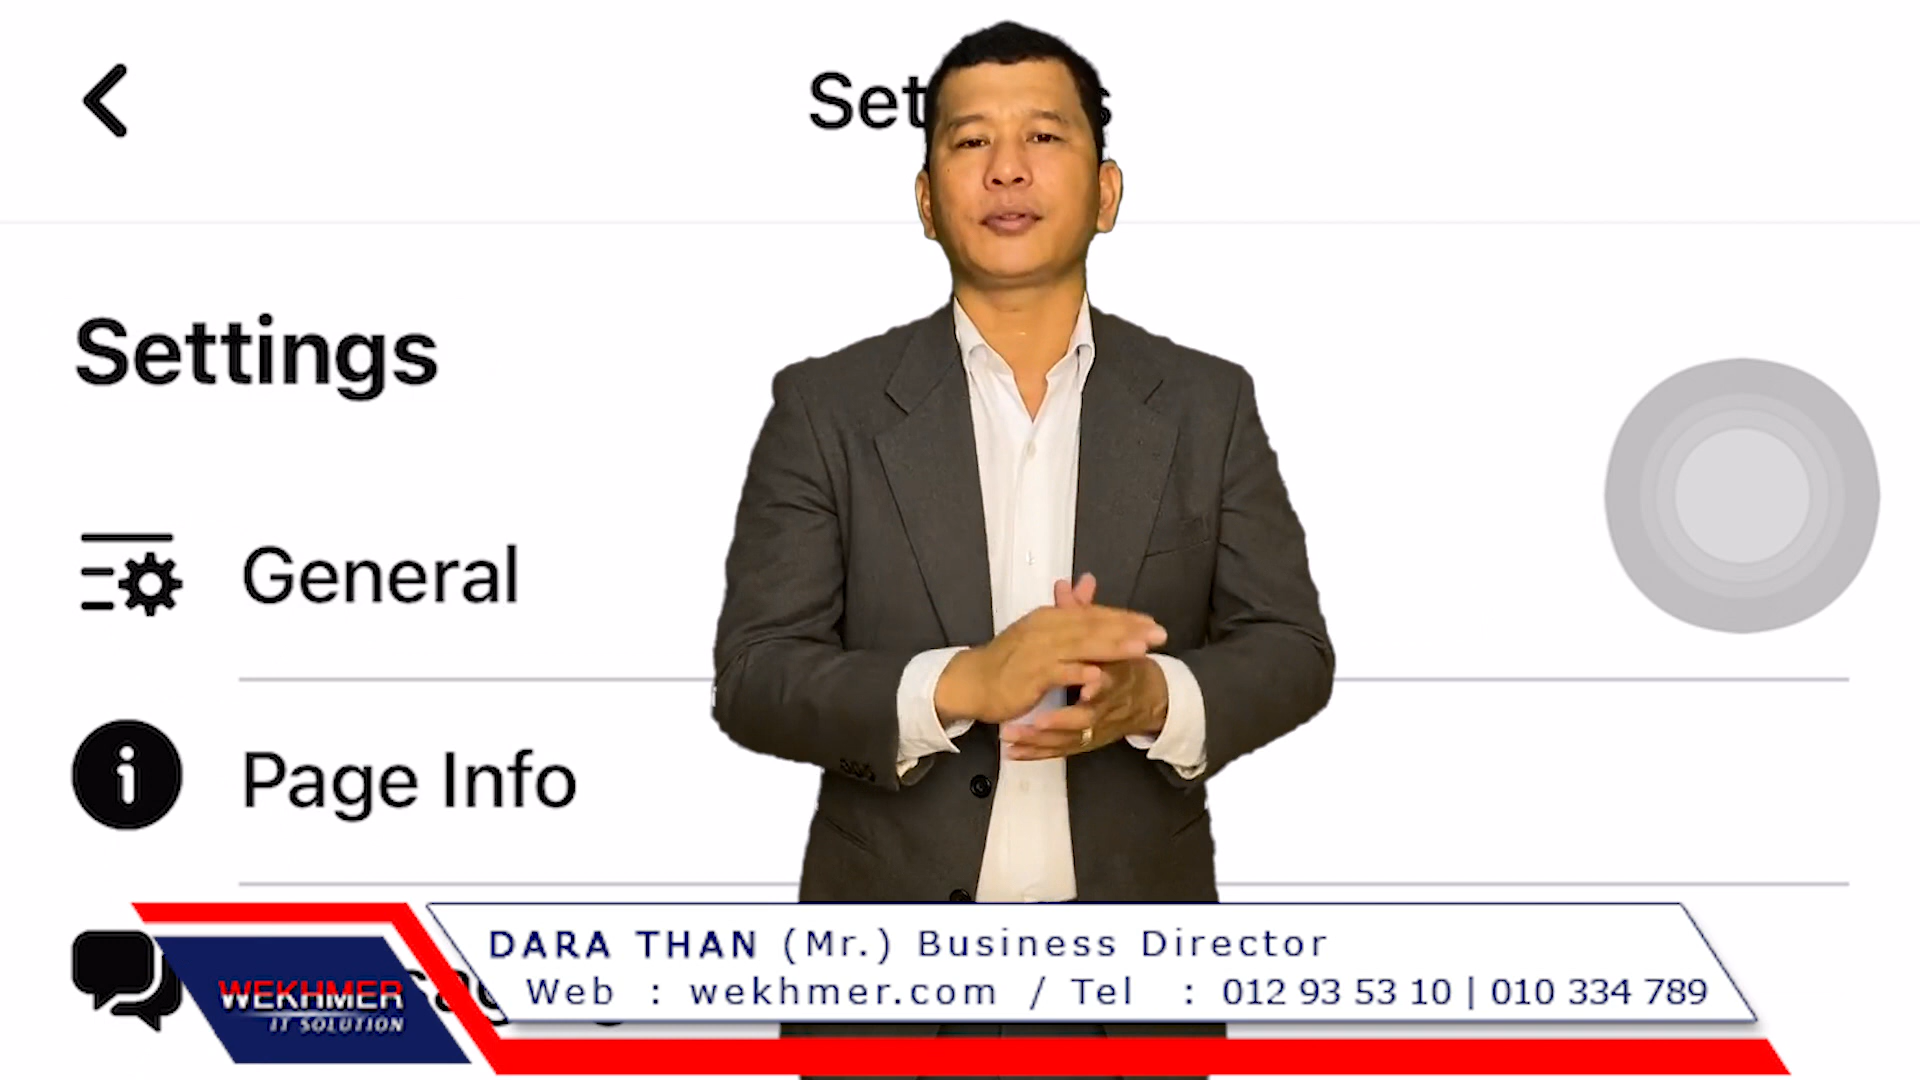 Settings
General
Page Info
WEKHMER
IT SOLUTION
DARA THAN (Mr.) Business Director
Web : wekhmer.com / Tel : 012 93 53 10 | 010 334 789